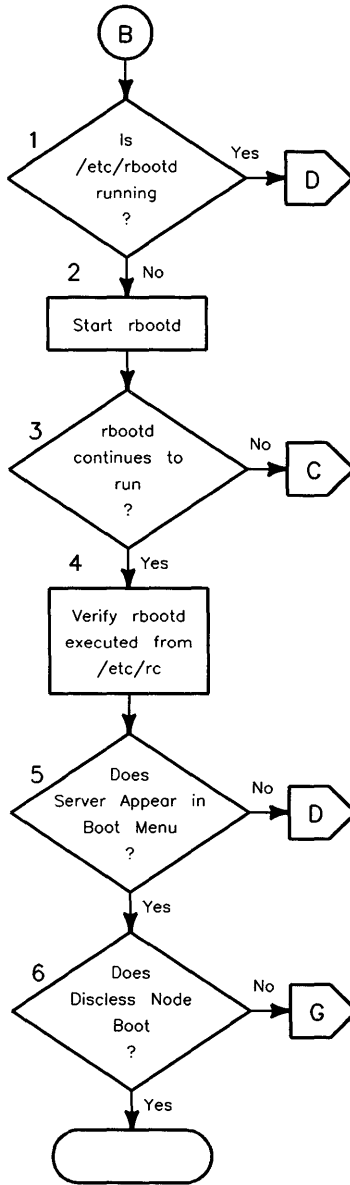 B
1
Is
/etc/rbootd
running
?
Yes
D
2
No
Start rbootd
3
rbootd
continues to
run
?
No
C
4
Yes
Verify rbootd
executed from
/etc/rc
5
Does
Server Appear in
Boot Menu
?
No
D
Yes
6
Does
Discless Node
Boot
?
No
G
Yes